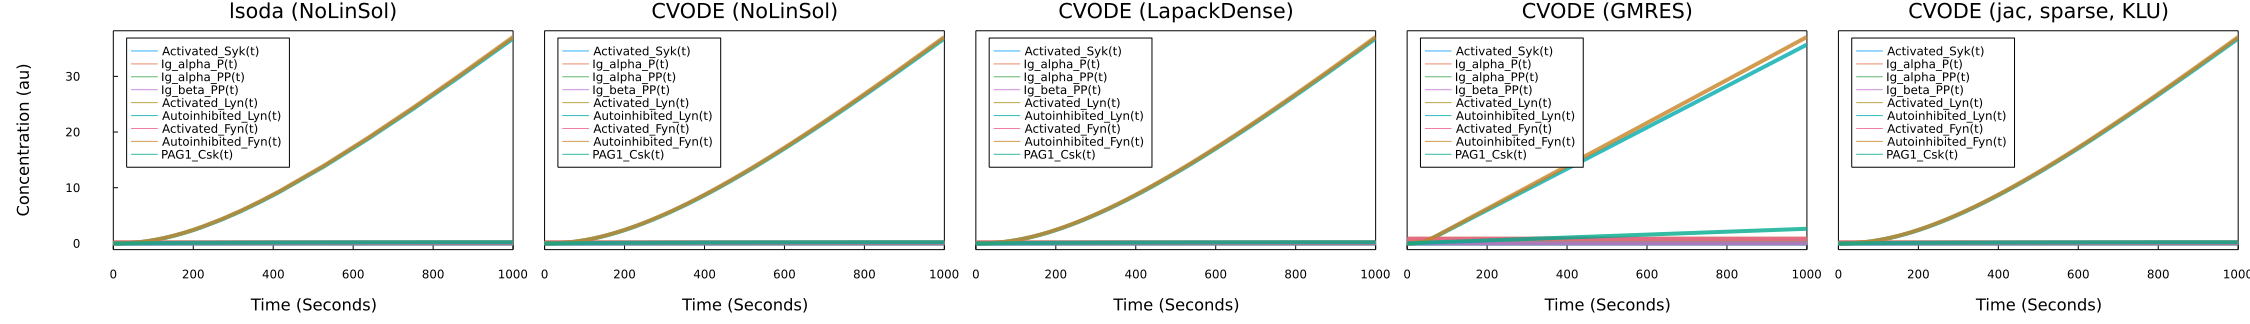 lsoda (NoLinSol)
CVODE (NoLinSol)
CVODE (LapackDense)
CVODE (GMRES)
CVODE (jac, sparse, KLU)
Concentration (au)
30
20
10
0
Activated_Syk(t)
Ig_alpha_P(t)
Ig_alpha_PP(t)
Ig_beta_PP(t)
Activated_Lyn(t)
Autoinhibited_Lyn(t)
Activated_Fyn(t)
Autoinhibited_Fyn(t)
PAG1_Csk(t)
0 200 400 600 800 1000
Time (Seconds)
Activated_Syk(t)
Ig_alpha_P(t)
Ig_alpha_PP(t)
Ig_beta_PP(t)
Activated_Lyn(t)
Autoinhibited_Lyn(t)
Activated_Fyn(t)
Autoinhibited_Fyn(t)
PAG1_Csk(t)
0 200 400 600 800 1000
Time (Seconds)
Activated_Syk(t)
Ig_alpha_P(t)
Ig_alpha_PP(t)
Ig_beta_PP(t)
Activated_Lyn(t)
Autoinhibited_Lyn(t)
Activated_Fyn(t)
Autoinhibited_Fyn(t)
PAG1_Csk(t)
0 200 400 600 800 1000
Time (Seconds)
Activated_Syk(t)
Ig_alpha_P(t)
Ig_alpha_PP(t)
Ig_beta_PP(t)
Activated_Lyn(t)
Autoinhibited_Lyn(t)
Activated_Fyn(t)
Autoinhibited_Fyn(t)
PAG1_Csk(t)
0 200 400 600 800 1000
Time (Seconds)
Activated_Syk(t)
Ig_alpha_P(t)
Ig_alpha_PP(t)
Ig_beta_PP(t)
Activated_Lyn(t)
Autoinhibited_Lyn(t)
Activated_Fyn(t)
Autoinhibited_Fyn(t)
PAG1_Csk(t)
0 200 400 600 800 1000
Time (Seconds)